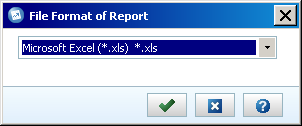 File Format of Report
Microsoft Excel (*.xls) *.xls